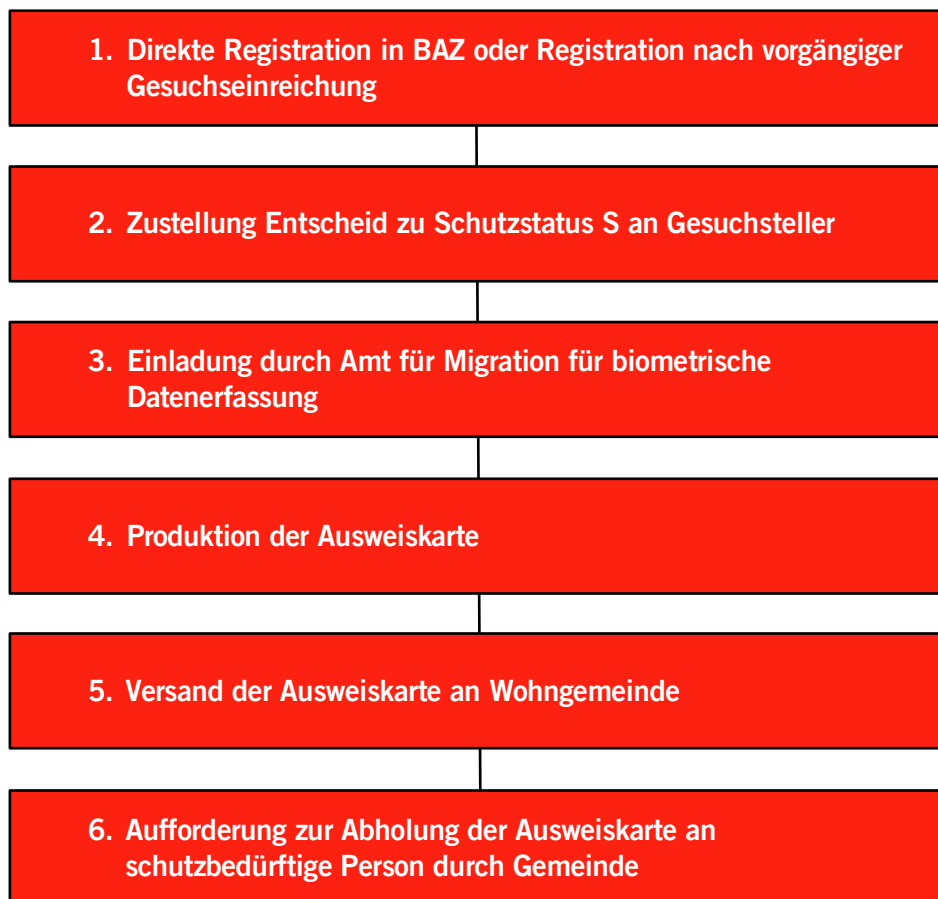 1. Direkte Registration in BAZ oder Registration nach vorgängiger
Gesuchseinreichung
2. Zustellung Entscheid zu Schutzstatus S an Gesuchsteller
3. Einladung durch Amt für Migration für biometrische
Datenerfassung
4. Produktion der Ausweiskarte
5. Versand der Ausweiskarte an Wohngemeinde
6. Aufforderung zur Abholung der Ausweiskarte an
schutzbedürftige Person durch Gemeinde